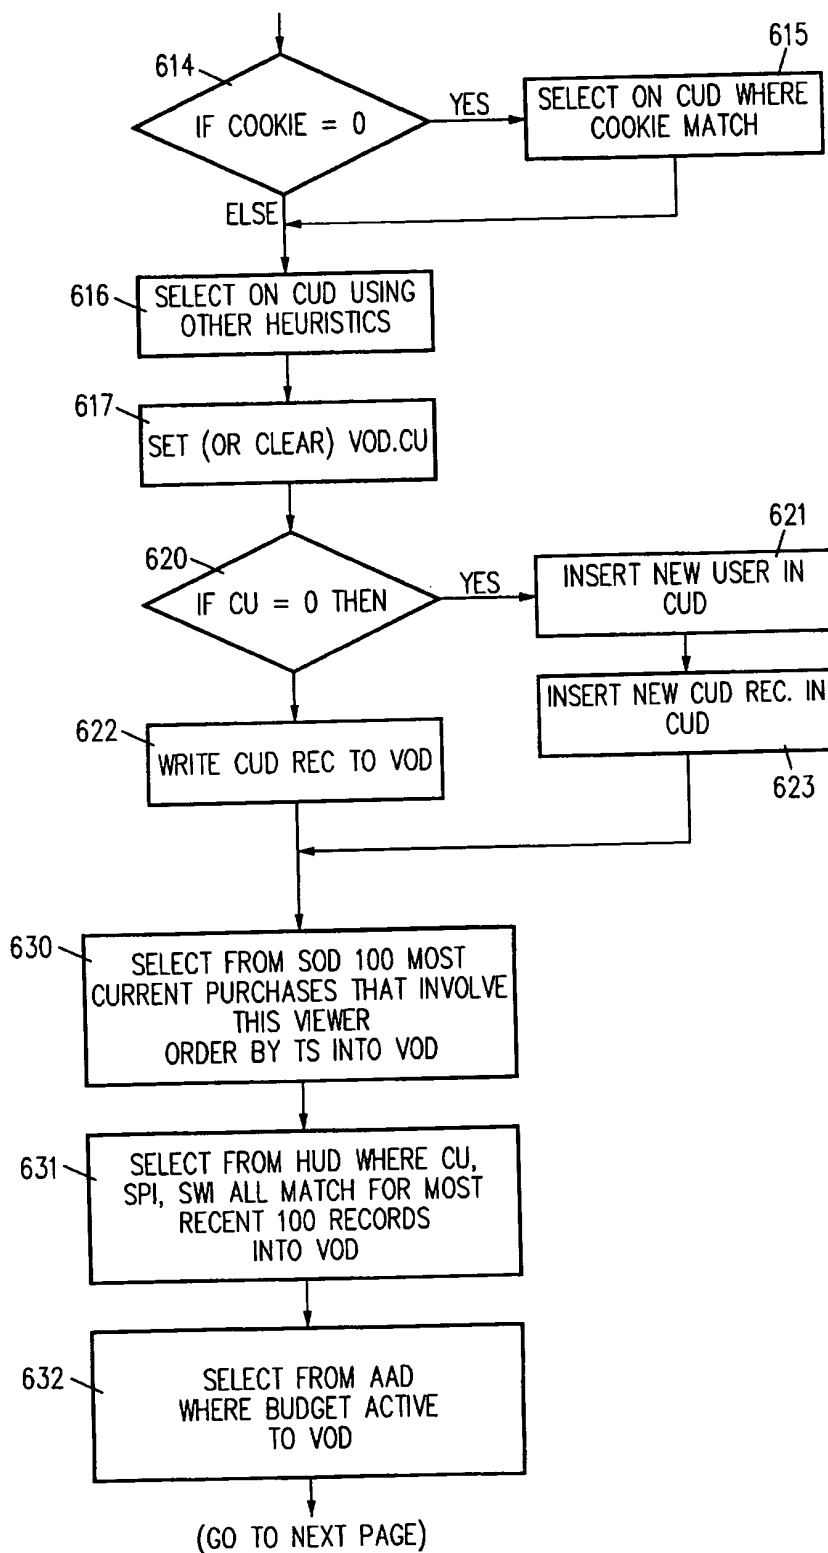 614
IF COOKIE = 0
YES
615
SELECT ON CUD WHERE
COOKIE MATCH
ELSE
616
SELECT ON CUD USING
OTHER HEURISTICS
617
SET (OR CLEAR) VOD.CU
620
IF CU = 0 THEN
YES
621
INSERT NEW USER IN
CUD
INSERT NEW CUD REC. IN
CUD
623
622
WRITE CUD REC TO VOD
630
SELECT FROM SOD 100 MOST
CURRENT PURCHASES THAT INVOLVE
THIS VIEWER
ORDER BY TS INTO VOD
631
SELECT FROM HUD WHERE CU,
SPI, SWI ALL MATCH FOR MOST
RECENT 100 RECORDS
INTO VOD
632
SELECT FROM AAD
WHERE BUDGET ACTIVE
TO VOD
(GO TO NEXT PAGE)